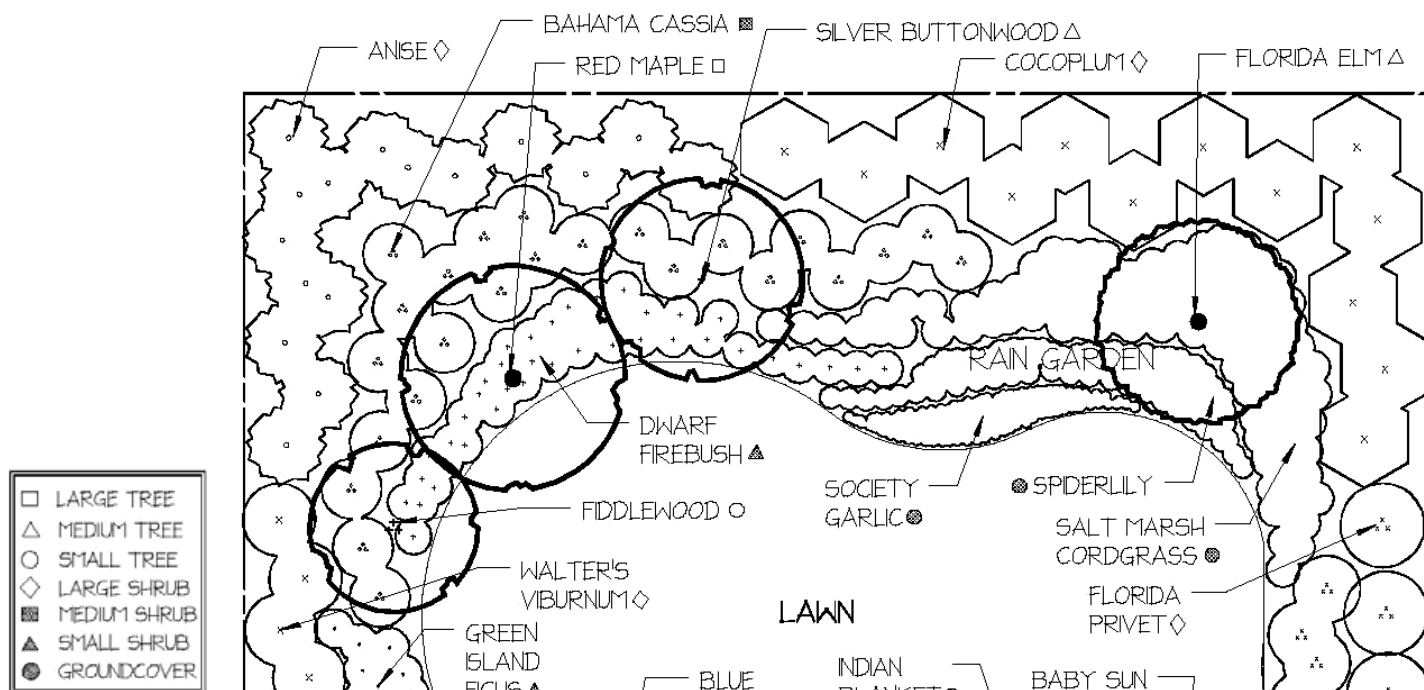 BAHAMA CASSIA
SILVER BUTTONWOOD
ANISE
RED MAPLE
COCOPLUM
FLORIDA ELM
RAIN GARDEN
DWARF
FIREBUSH
SOCIETY
GARLIC
SPIDERLILY
FIDDLEWOOD
SALT MARSH
CORDGRASS
LARGE TREE
MEDIUM TREE
SMALL TREE
LARGE SHRUB
MEDIUM SHRUB
SMALL SHRUB
GROUNDCOVER
WALTER'S
VIBURNUM
LAWN
FLORIDA
PRIVET
GREEN
ISLAND
FICUS
BLUE
INDIAN
BLANKET
BABY SUN